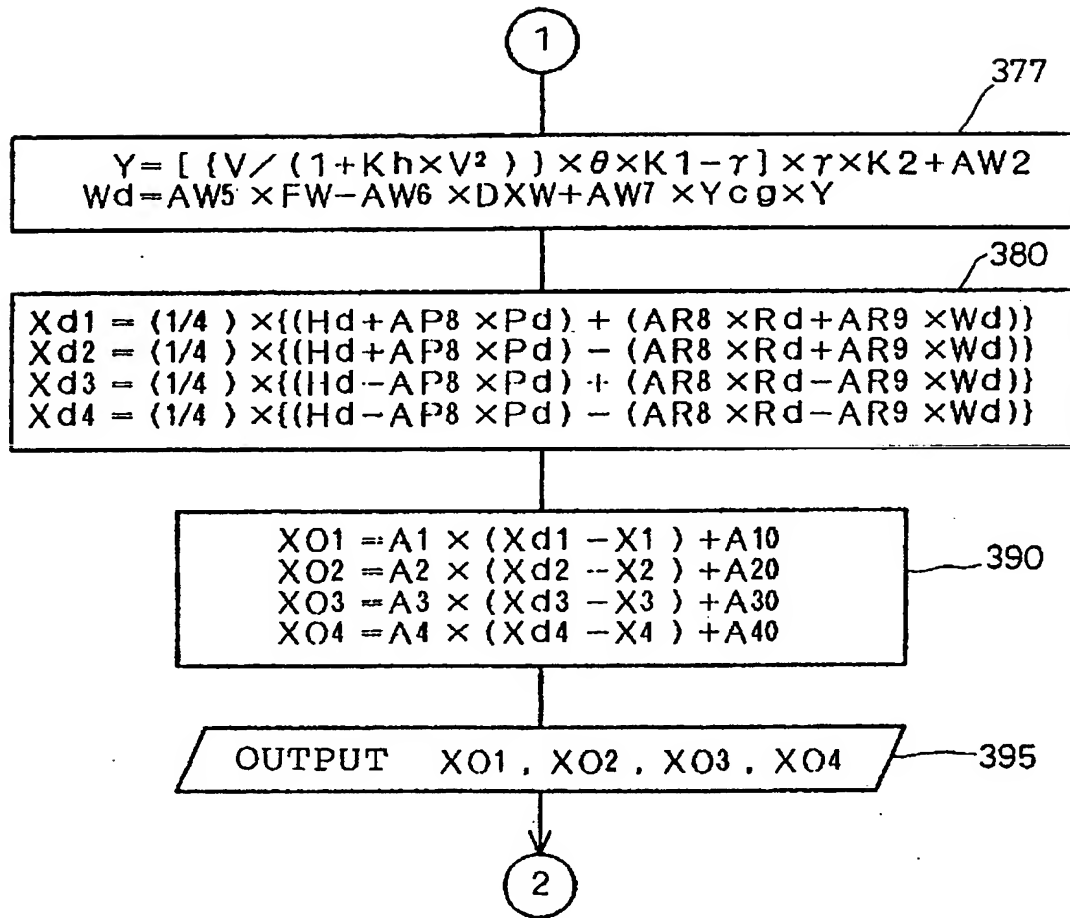 1
377
Y=[{V/(1+Kh×V²)}×θ×K1−γ]×γ×K2+AW2
Wd=AW5×FW−AW6×DXW+AW7×Ycg×Y
380
Xd1 = (1/4)×{(Hd+AP8×Pd) + (AR8×Rd+AR9×Wd)}
Xd2 = (1/4)×{(Hd+AP8×Pd) − (AR8×Rd+AR9×Wd)}
Xd3 = (1/4)×{(Hd−AP8×Pd) + (AR8×Rd−AR9×Wd)}
Xd4 = (1/4)×{(Hd−AP8×Pd) − (AR8×Rd−AR9×Wd)}
XO1 =A1 × (Xd1 −X1) +A10
XO2 =A2 × (Xd2 −X2) +A20
XO3 =A3 × (Xd3 −X3) +A30
XO4 =A4 × (Xd4 −X4) +A40
390
OUTPUT XO1, XO2, XO3, XO4
395
2